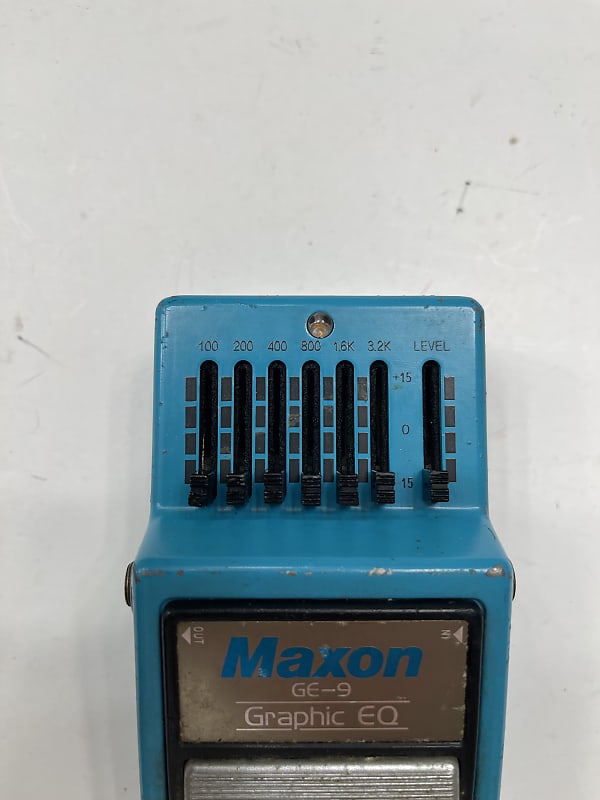 100 200 400 800 1.6K 3.2K LEVEL
+15
0
15
OUT IN
Maxon
GE-9
Graphic EQ